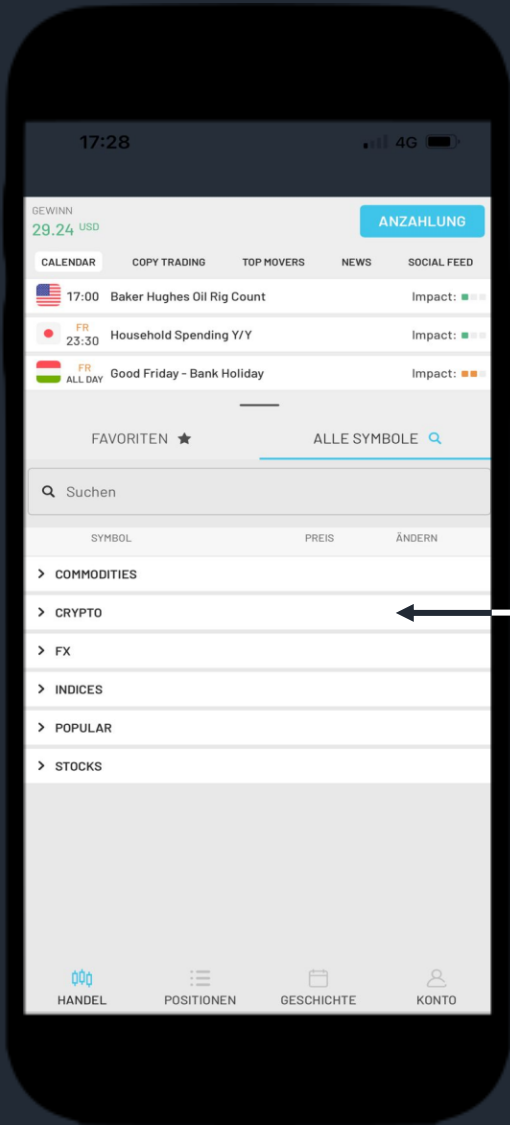 17:28 4G
GEWINN
29.24 USD
ANZAHLUNG
CALENDAR COPY TRADING TOP MOVERS NEWS SOCIAL FEED
17:00 Baker Hughes Oil Rig Count Impact:
FR
23:30 Household Spending Y/Y Impact:
FR
ALL DAY Good Friday - Bank Holiday Impact:
FAVORITEN ALLE SYMBOLE
Suchen
SYMBOL PREIS ÄNDERN
COMMODITIES
CRYPTO
FX
INDICES
POPULAR
STOCKS
HANDEL POSITIONEN GESCHICHTE KONTO